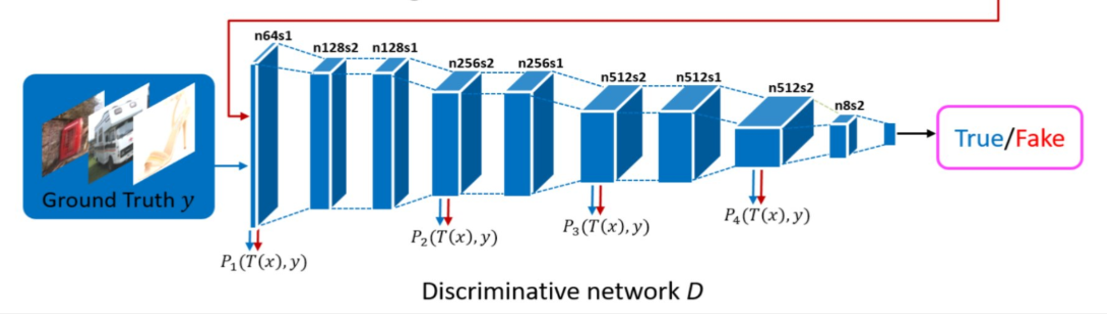 n64s1
n128s2
n128s1
n256s2
n256s1
n512s2
n512s1
n512s2
n8s2
Ground Truth y
True/Fake
P₁(T(x), y)
P₂(T(x), y)
P₃(T(x), y)
P₄(T(x), y)
Discriminative network D